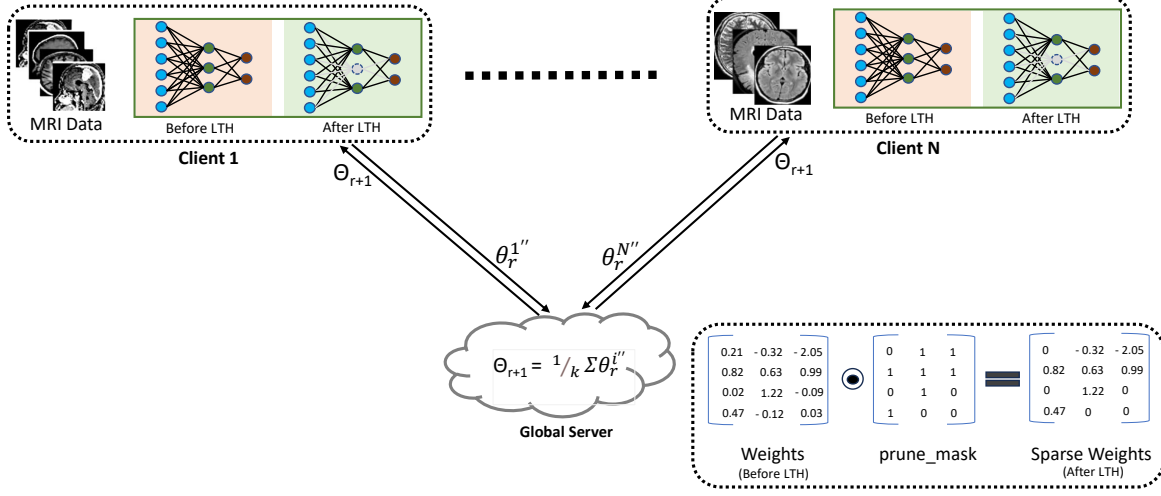 MRI Data
Before LTH
After LTH
Client 1
MRI Data
Before LTH
After LTH
Client N
Θr+1
Θr+1
θr1′′
θrN′′
Θr+1 = 1/k Σθri′′
Global Server
0.21 - 0.32 - 2.05
0.82 0.63 0.99
0.02 1.22 -0.09
0.47 -0.12 0.03
0 1 1
1 1 1
0 1 0
1 0 0
0 -0.32 -2.05
0.82 0.63 0.99
0 1.22 0
0.47 0 0
Weights
(Before LTH)
prune_mask
Sparse Weights
(After LTH)